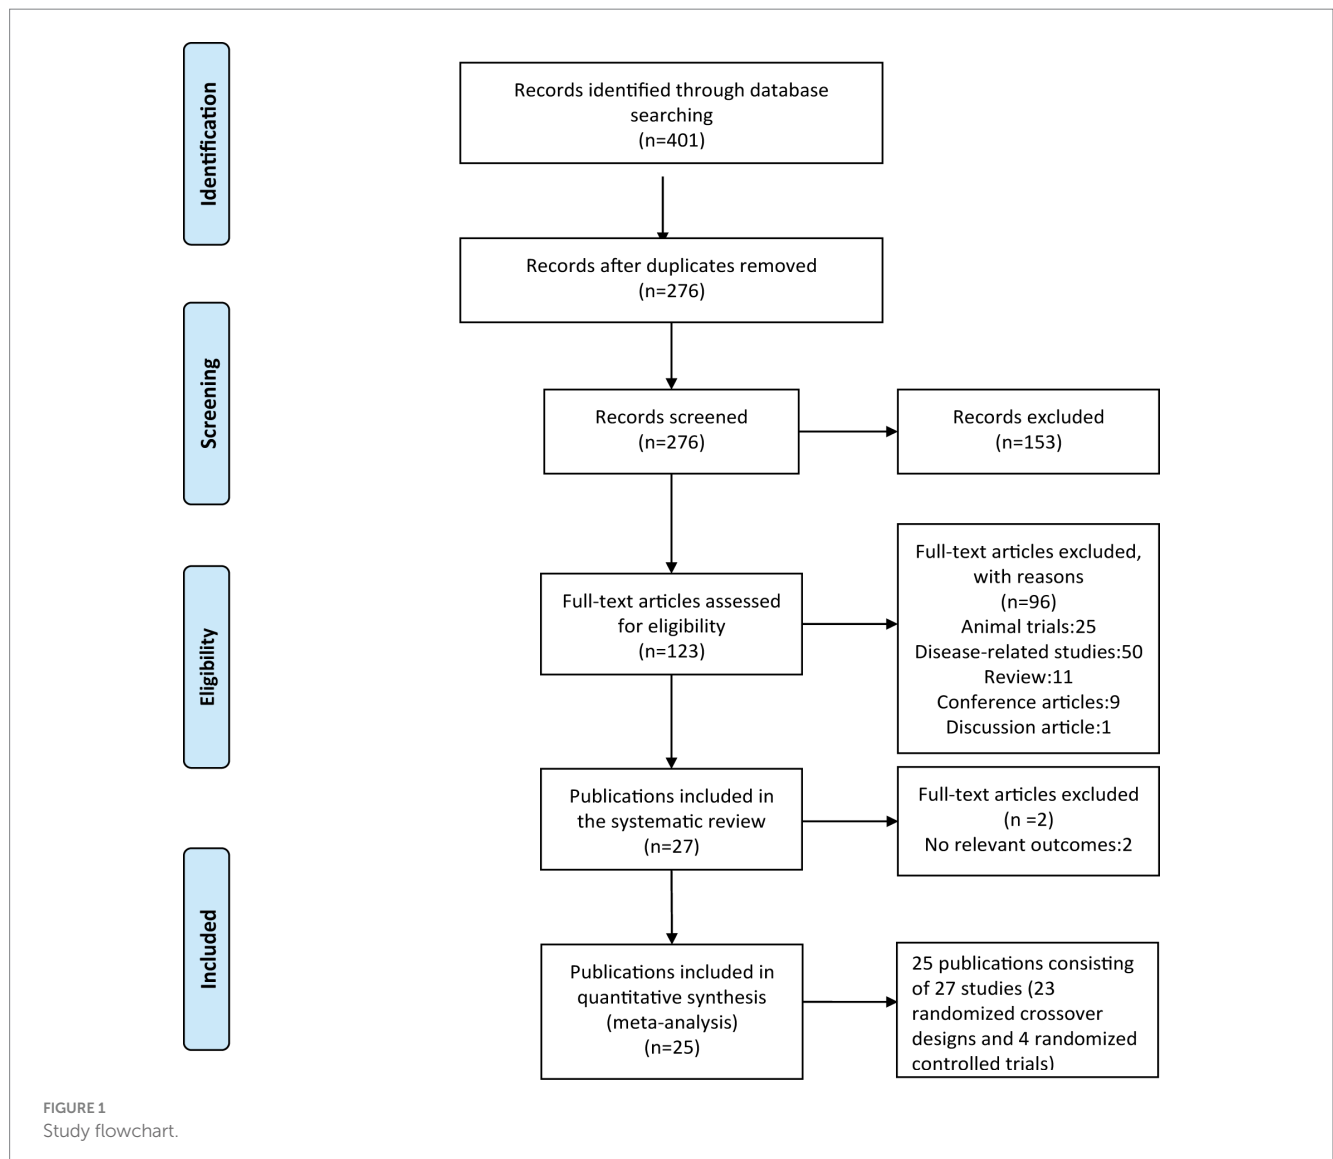 Identification
Records identified through database
searching
(n=401)
Records after duplicates removed
(n=276)
Screening
Records screened
(n=276)
Records excluded
(n=153)
Eligibility
Full-text articles assessed
for eligibility
(n=123)
Full-text articles excluded,
with reasons
(n=96)
Animal trials:25
Disease-related studies:50
Review:11
Conference articles:9
Discussion article:1
Publications included in
the systematic review
(n=27)
Full-text articles excluded
(n =2)
No relevant outcomes:2
Included
Publications included in
quantitative synthesis
(meta-analysis)
(n=25)
25 publications consisting
of 27 studies (23
randomized crossover
designs and 4 randomized
controlled trials)
FIGURE 1
Study flowchart.